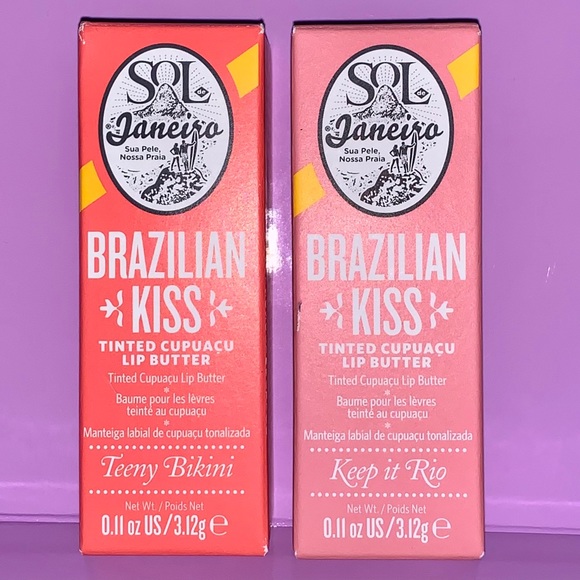 SOL de
Janeiro
Sua Pele,
Nossa Praia
BRAZILIAN
KISS
TINTED CUPUAÇU
LIP BUTTER
Tinted Cupuaçu Lip Butter
Baume pour les lèvres
teinté au cupuaçu
Manteiga labial de cupuaçu tonalizada
Teeny Bikini
Net Wt. / Poids Net
0.11 oz US/3.12g ℮
SOL de
Janeiro
Sua Pele,
Nossa Praia
BRAZILIAN
KISS
TINTED CUPUAÇU
LIP BUTTER
Tinted Cupuaçu Lip Butter
Baume pour les lèvres
teinté au cupuaçu
Manteiga labial de cupuaçu tonalizada
Keep it Rio
Net Wt. / Poids Net
0.11 oz US/3.12g ℮